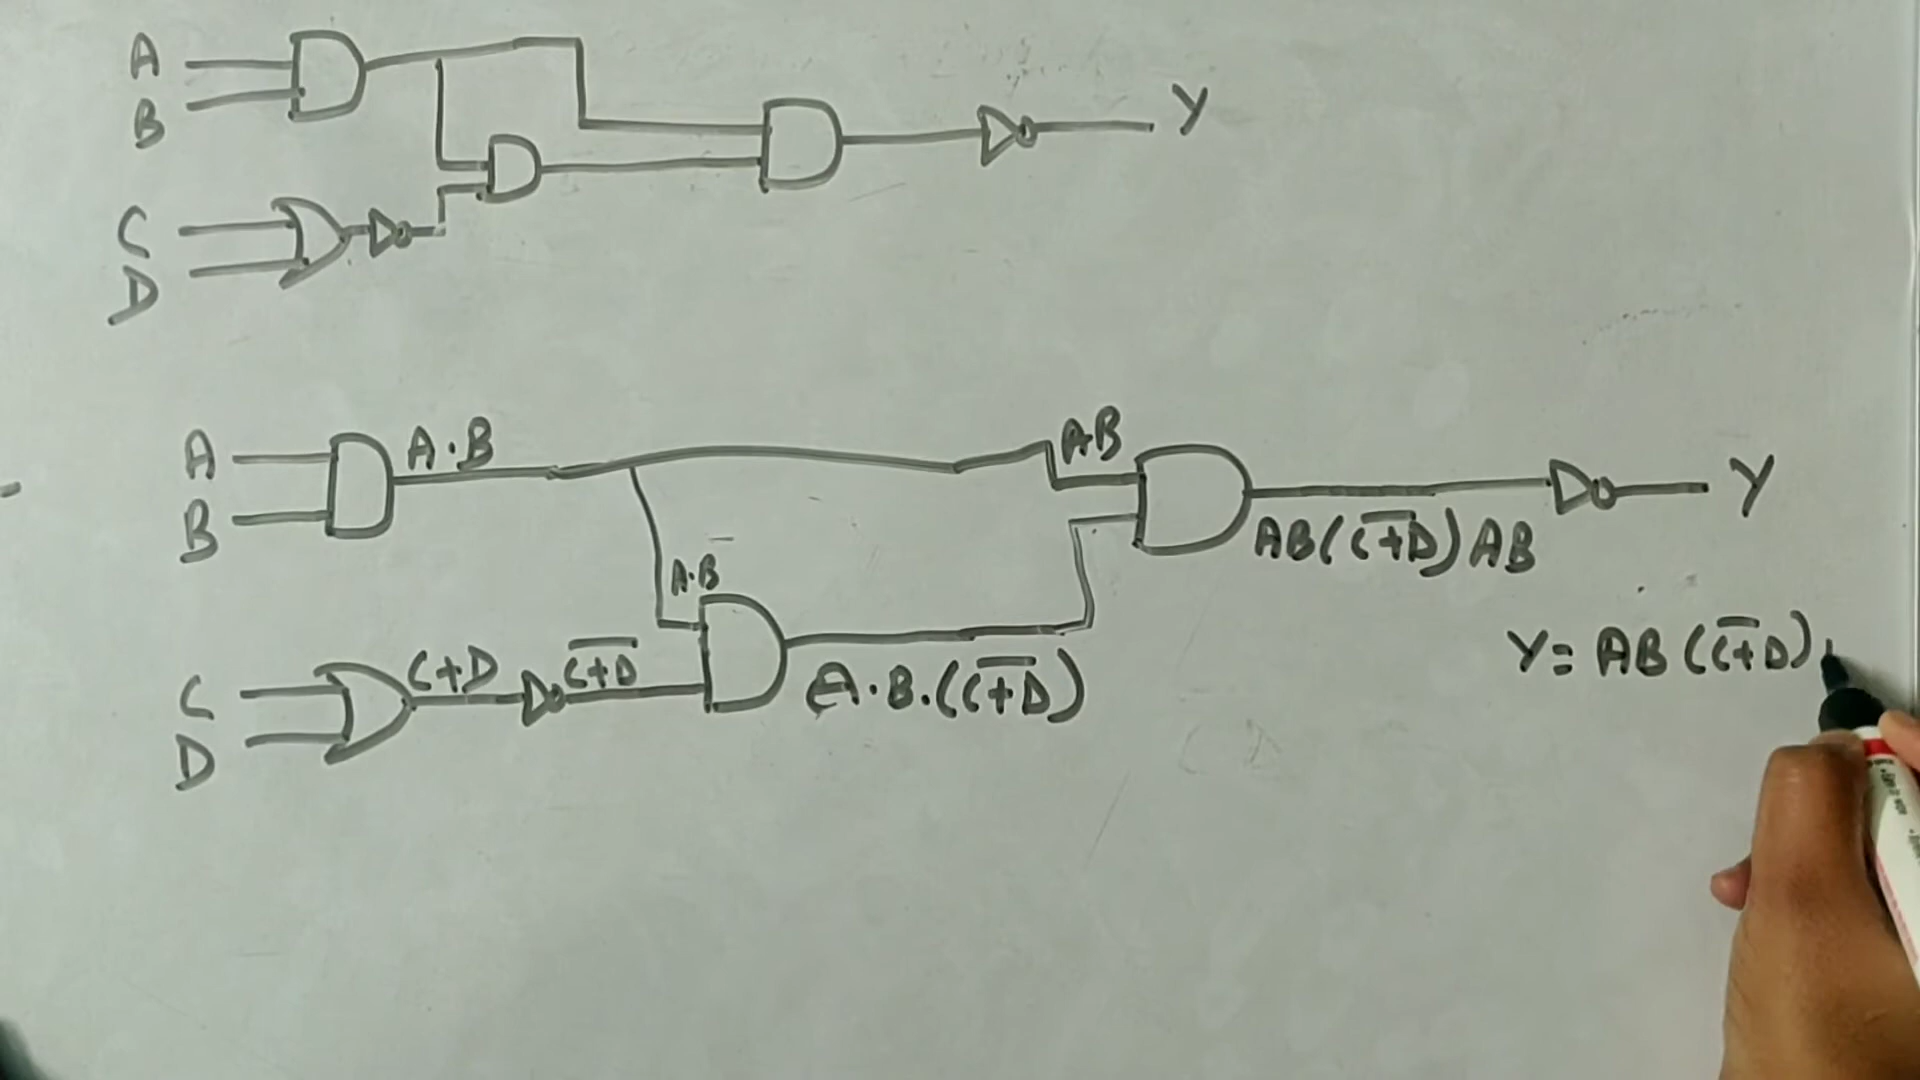 A
B
Y
C
D
A
A·B
AB
B
Y
AB(C̅+̅D̅)AB
A·B
C
C+D
C̅+̅D̅
A·B·(C̅+̅D̅)
D
Y= AB(C̅+̅D̅)